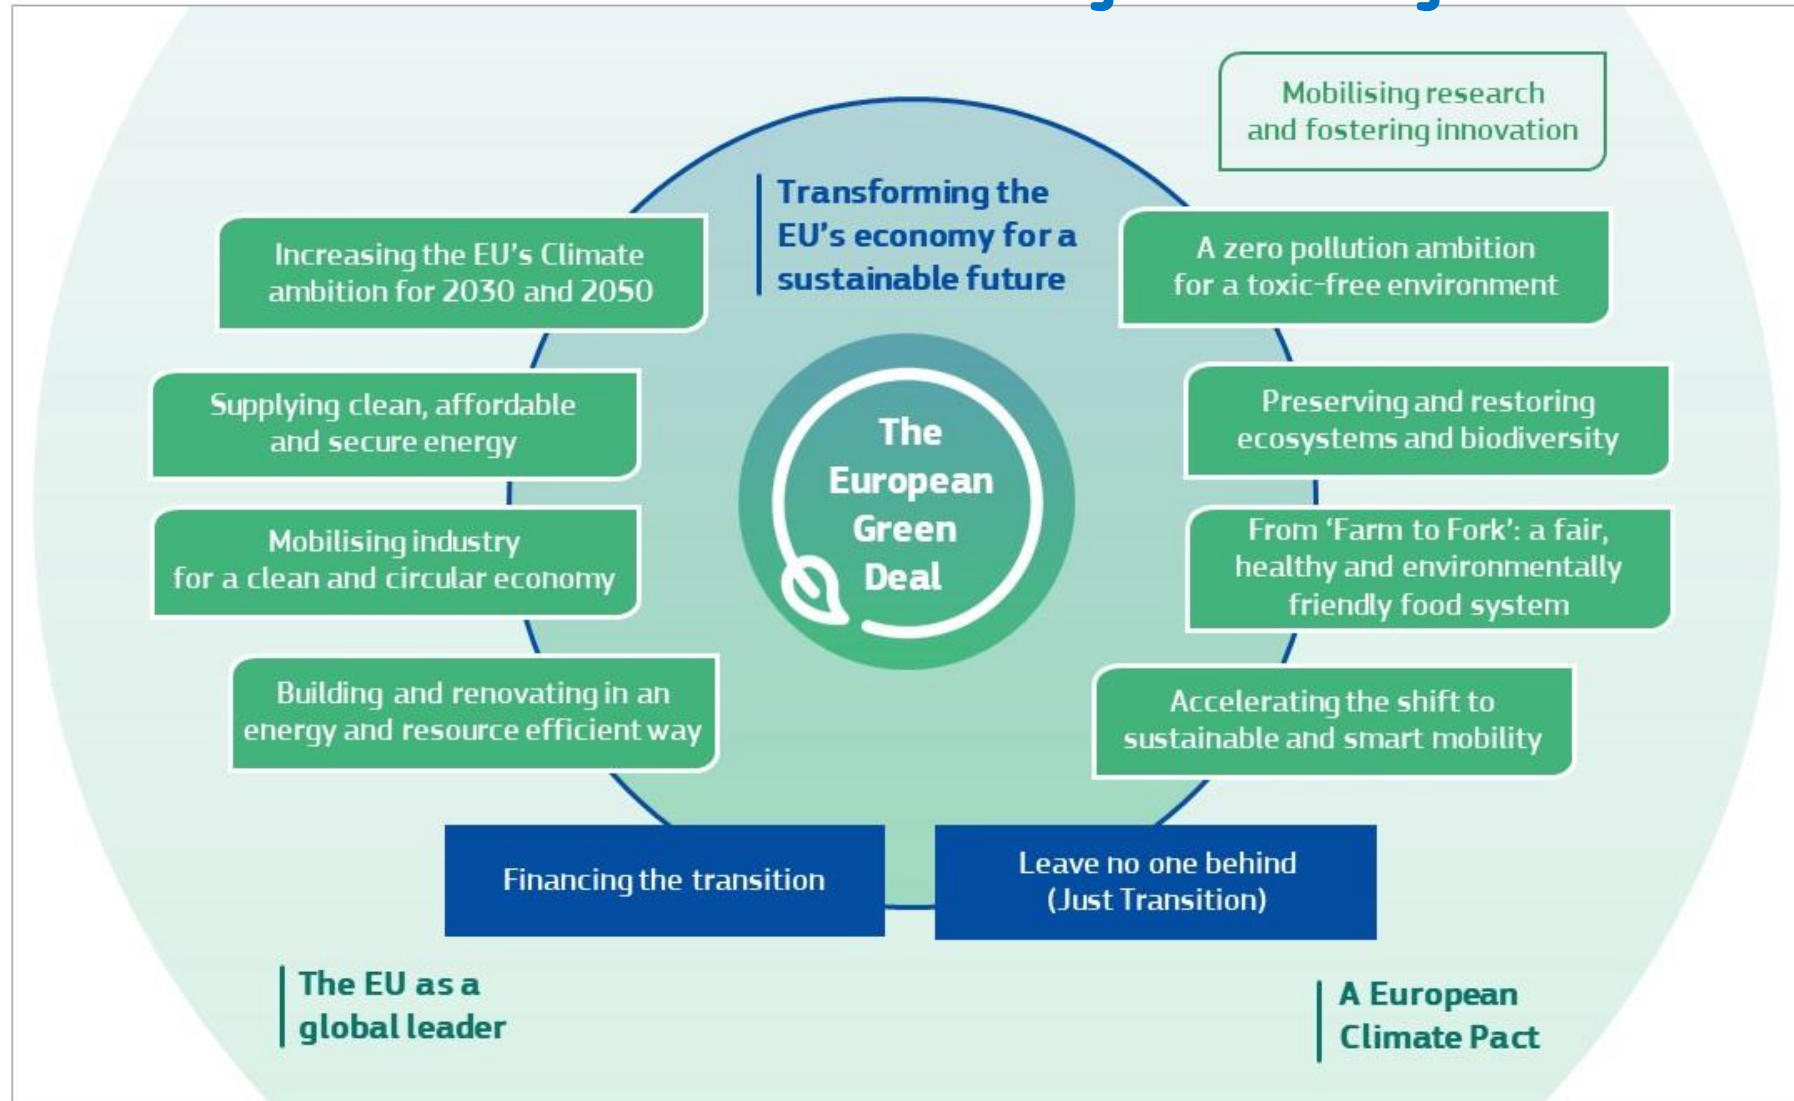 Mobilising research
and fostering innovation
Transforming the
EU's economy for a
sustainable future
Increasing the EU's Climate
ambition for 2030 and 2050
Supplying clean, affordable
and secure energy
Mobilising industry
for a clean and circular economy
Building and renovating in an
energy and resource efficient way
The
European
Green
Deal
A zero pollution ambition
for a toxic-free environment
Preserving and restoring
ecosystems and biodiversity
From 'Farm to Fork': a fair,
healthy and environmentally
friendly food system
Accelerating the shift to
sustainable and smart mobility
Financing the transition
Leave no one behind
(Just Transition)
The EU as a
global leader
A European
Climate Pact